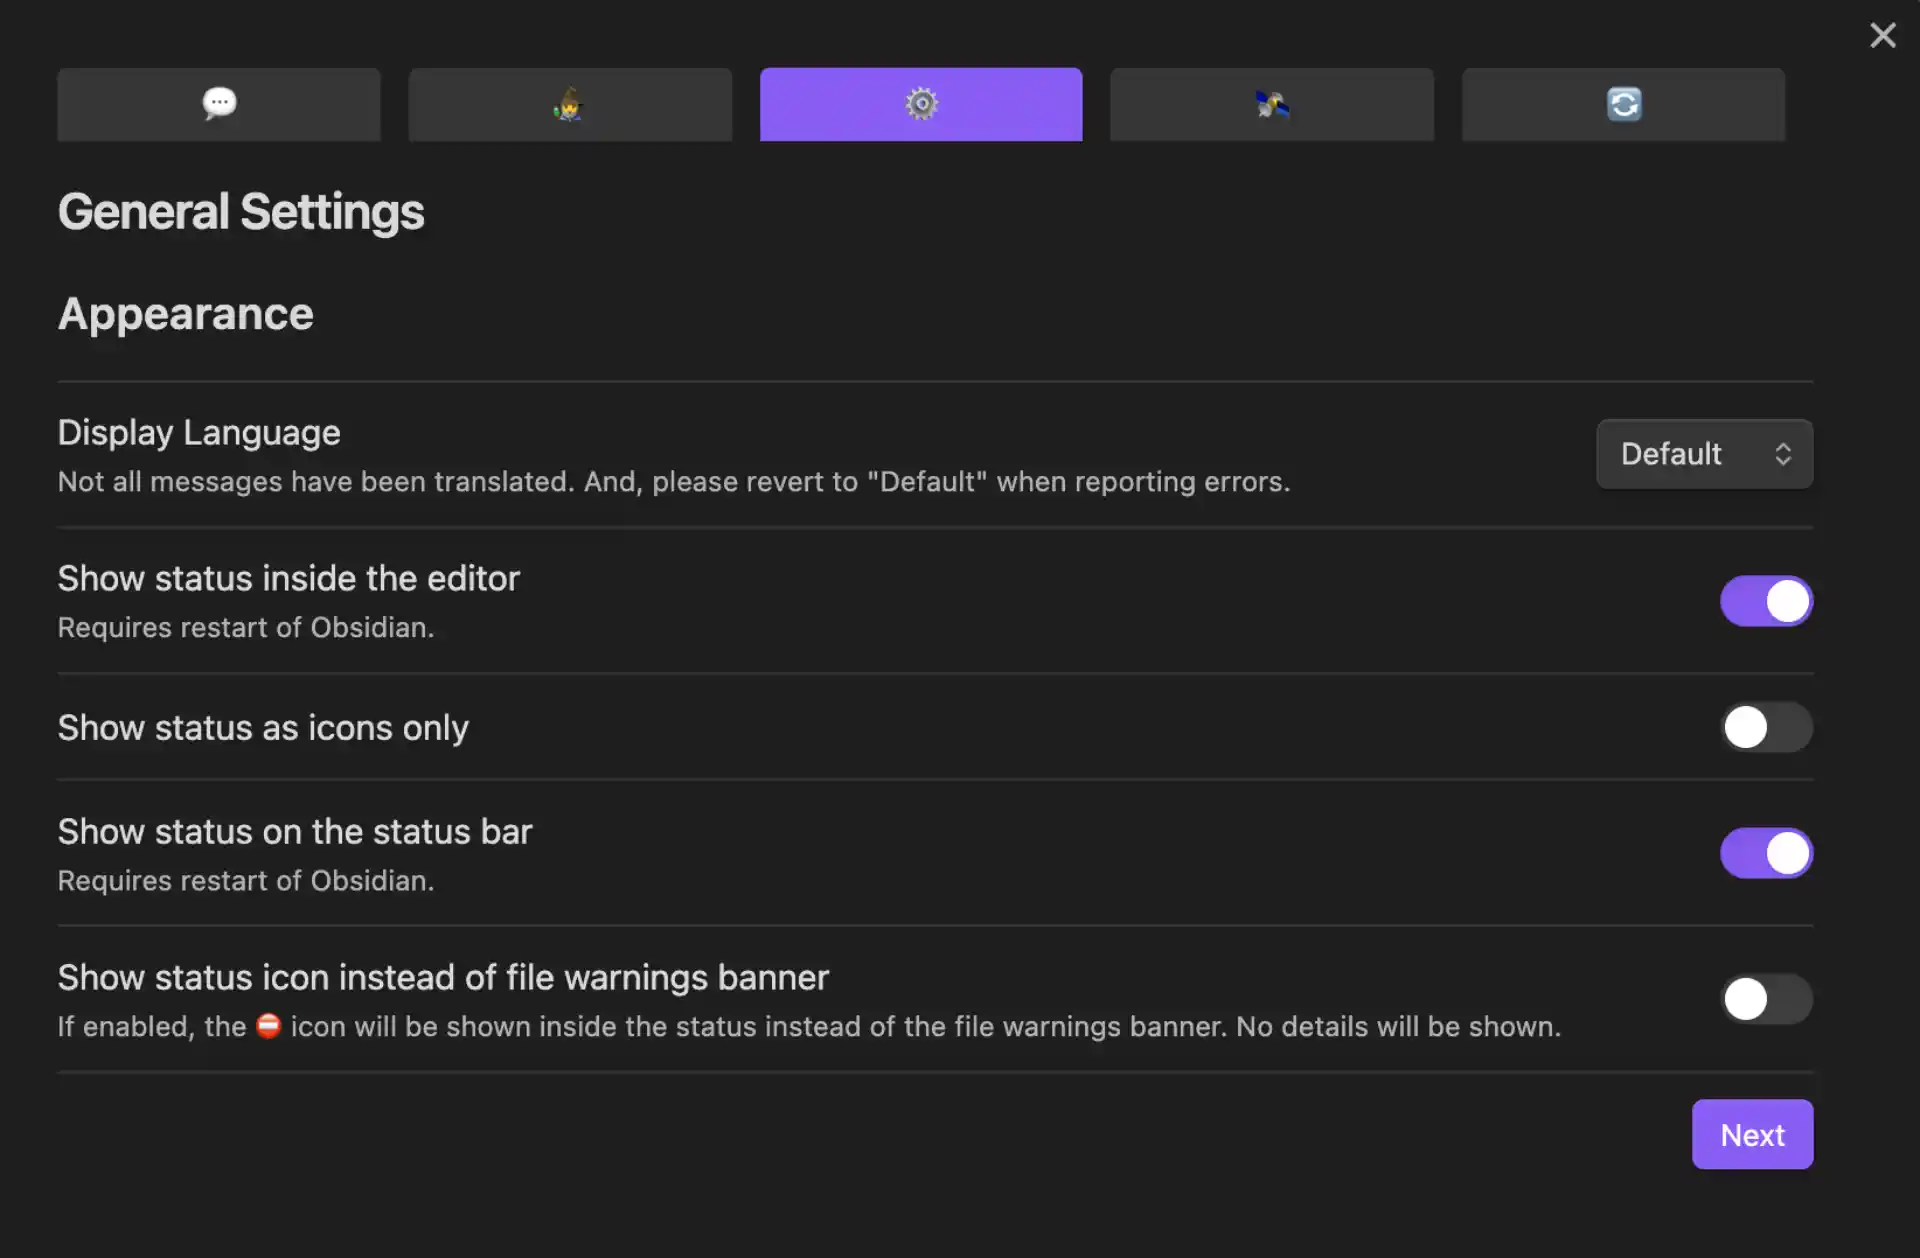 General Settings
Appearance
Display Language
Not all messages have been translated. And, please revert to "Default" when reporting errors.
Default
Show status inside the editor
Requires restart of Obsidian.
Show status as icons only
Show status on the status bar
Requires restart of Obsidian.
Show status icon instead of file warnings banner
If enabled, the ⛔ icon will be shown inside the status instead of the file warnings banner. No details will be shown.
Next